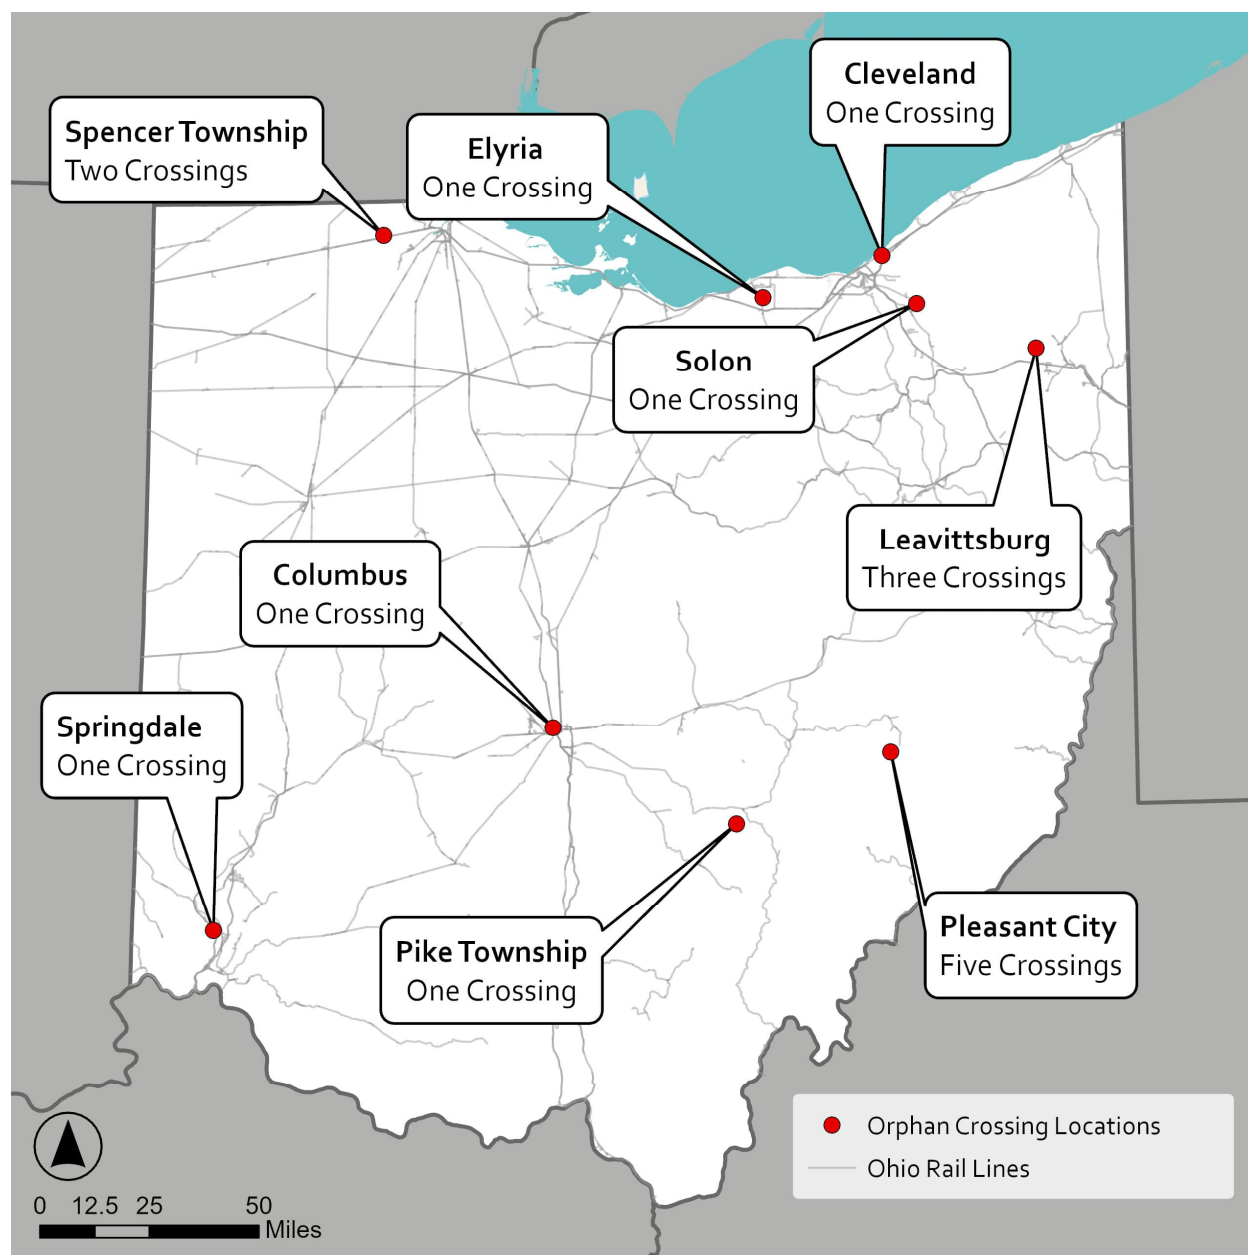 Cleveland
One Crossing
Spencer Township
Two Crossings
Elyria
One Crossing
Solon
One Crossing
Leavittsburg
Three Crossings
Columbus
One Crossing
Springdale
One Crossing
Pike Township
One Crossing
Pleasant City
Five Crossings
Orphan Crossing Locations
Ohio Rail Lines
0 12.5 25 50
Miles